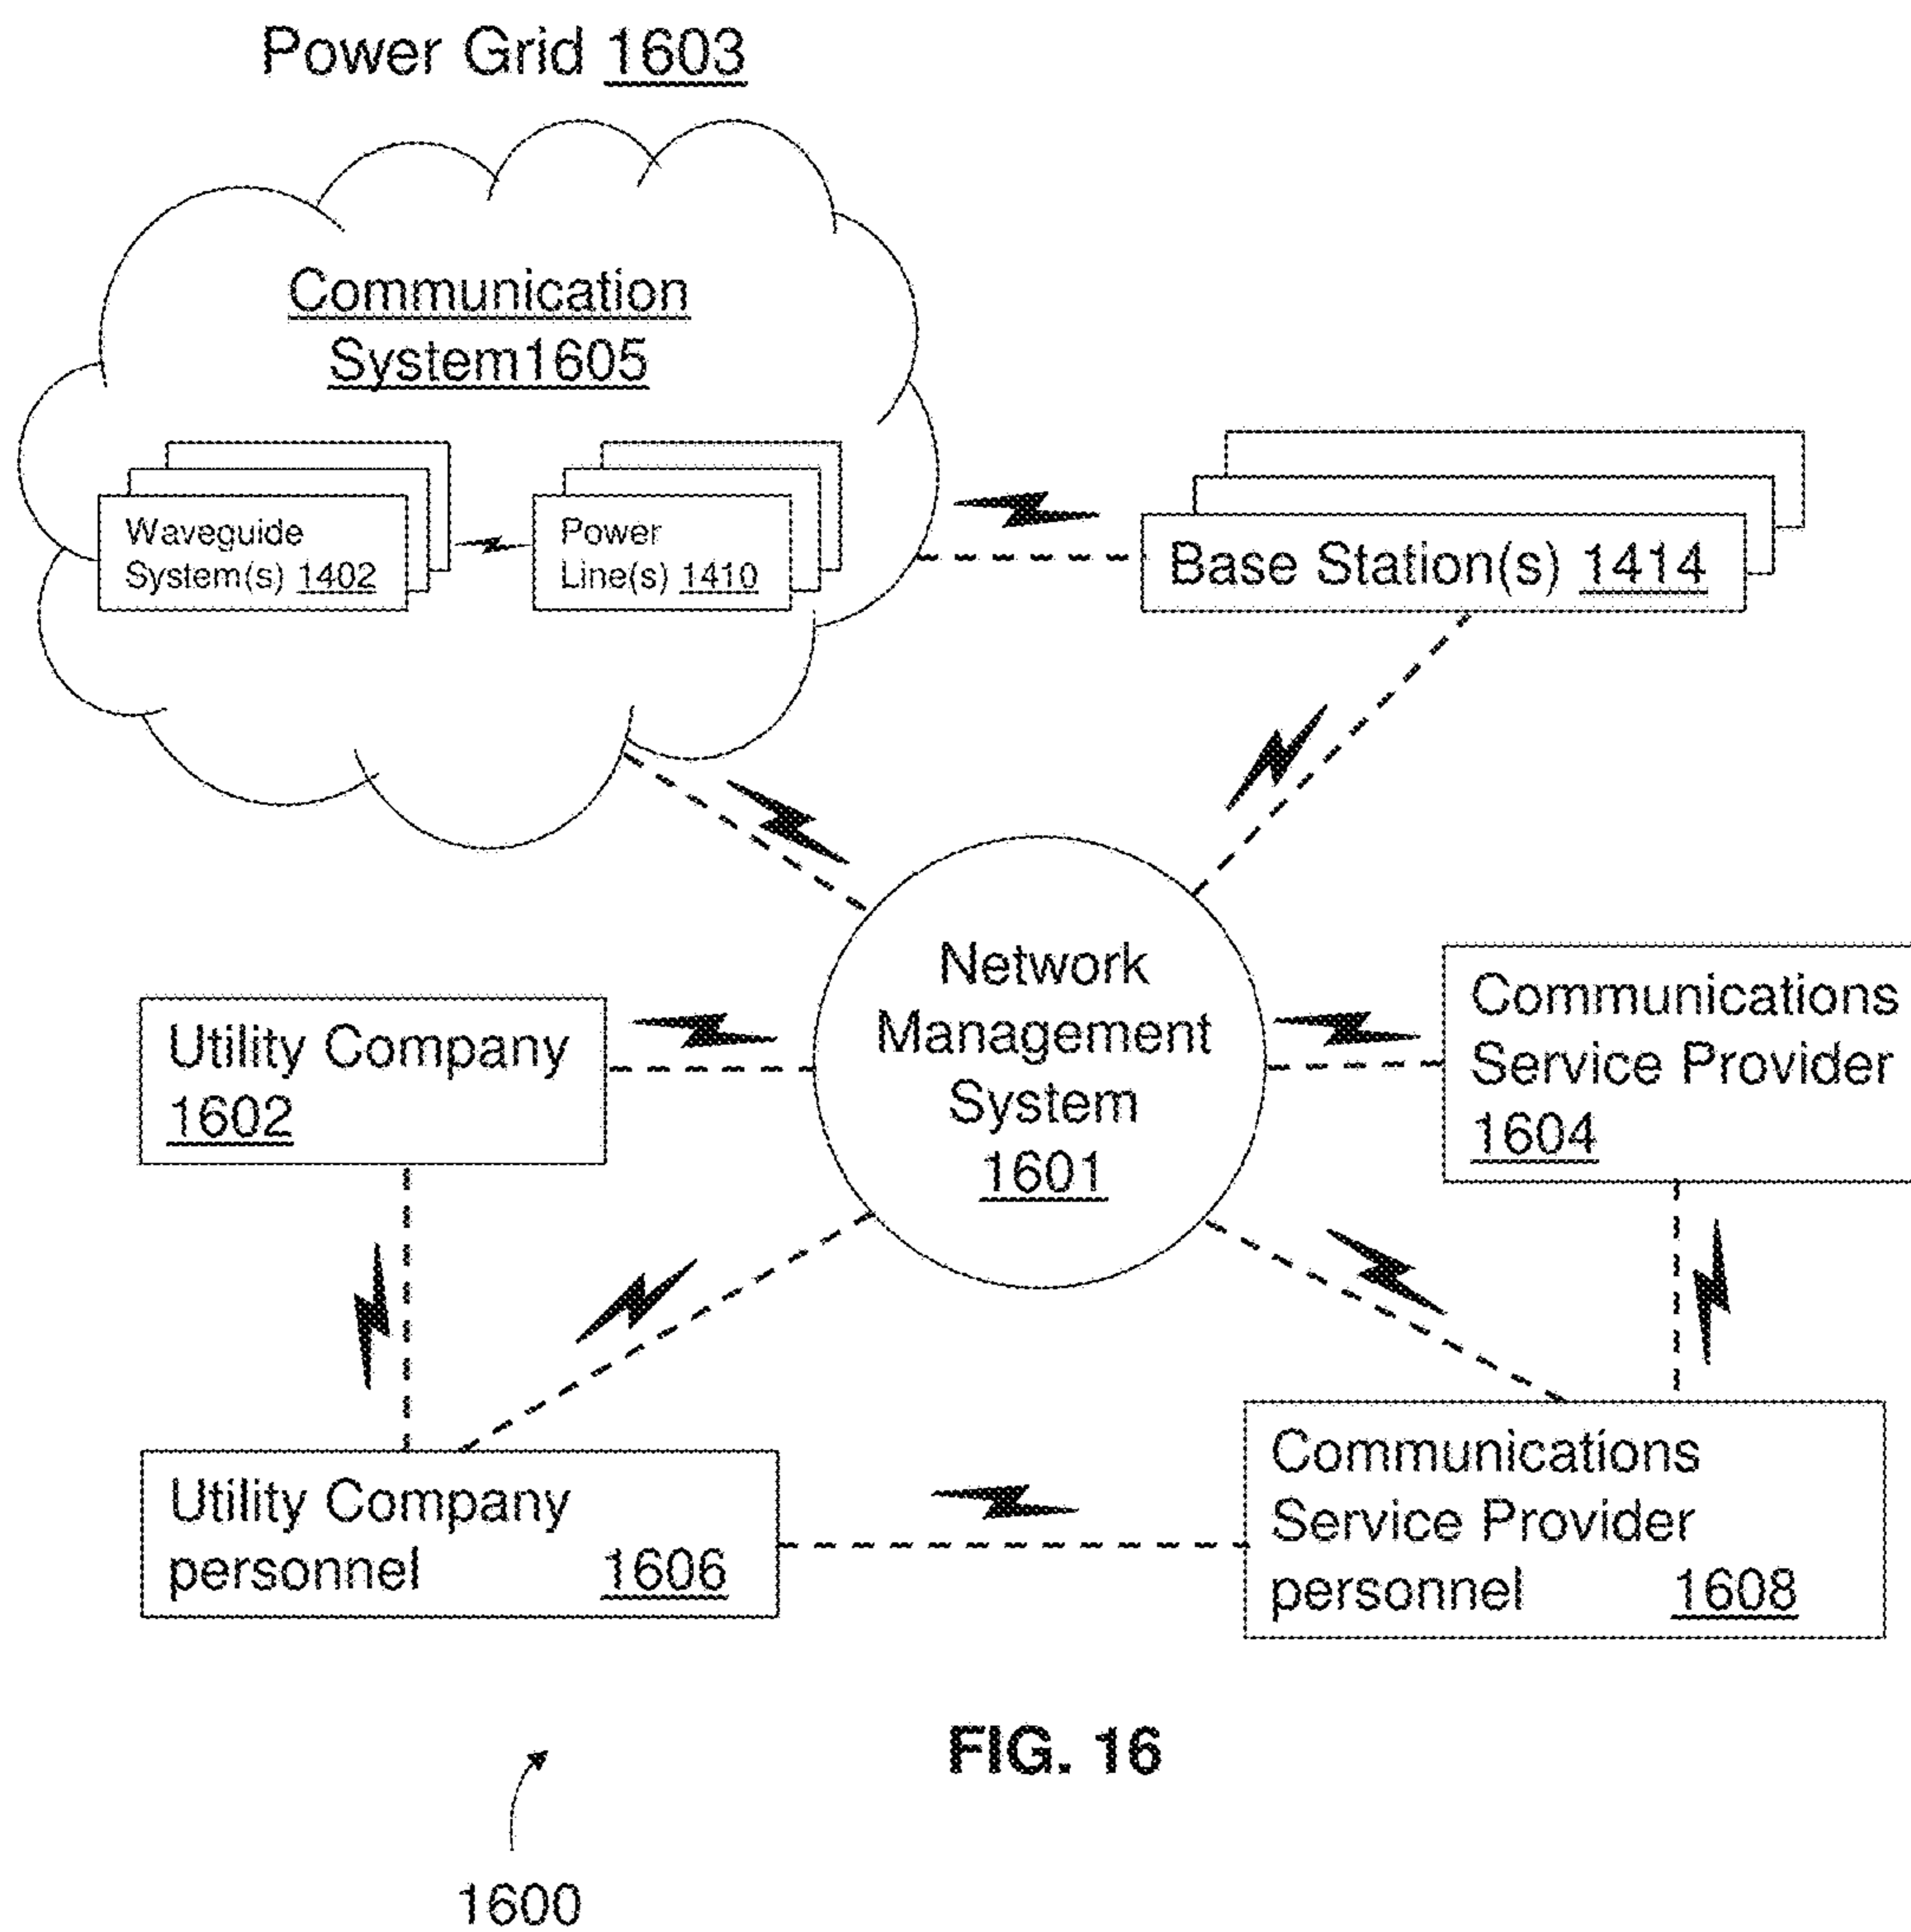 Power Grid 1603
Communication
System1605
Waveguide
System(s) 1402
Power
Line(s) 1410
Base Station(s) 1414
Network
Management
System
1601
Utility Company
1602
Communications
Service Provider
1604
Utility Company
personnel 1606
Communications
Service Provider
personnel 1608
FIG. 16
1600